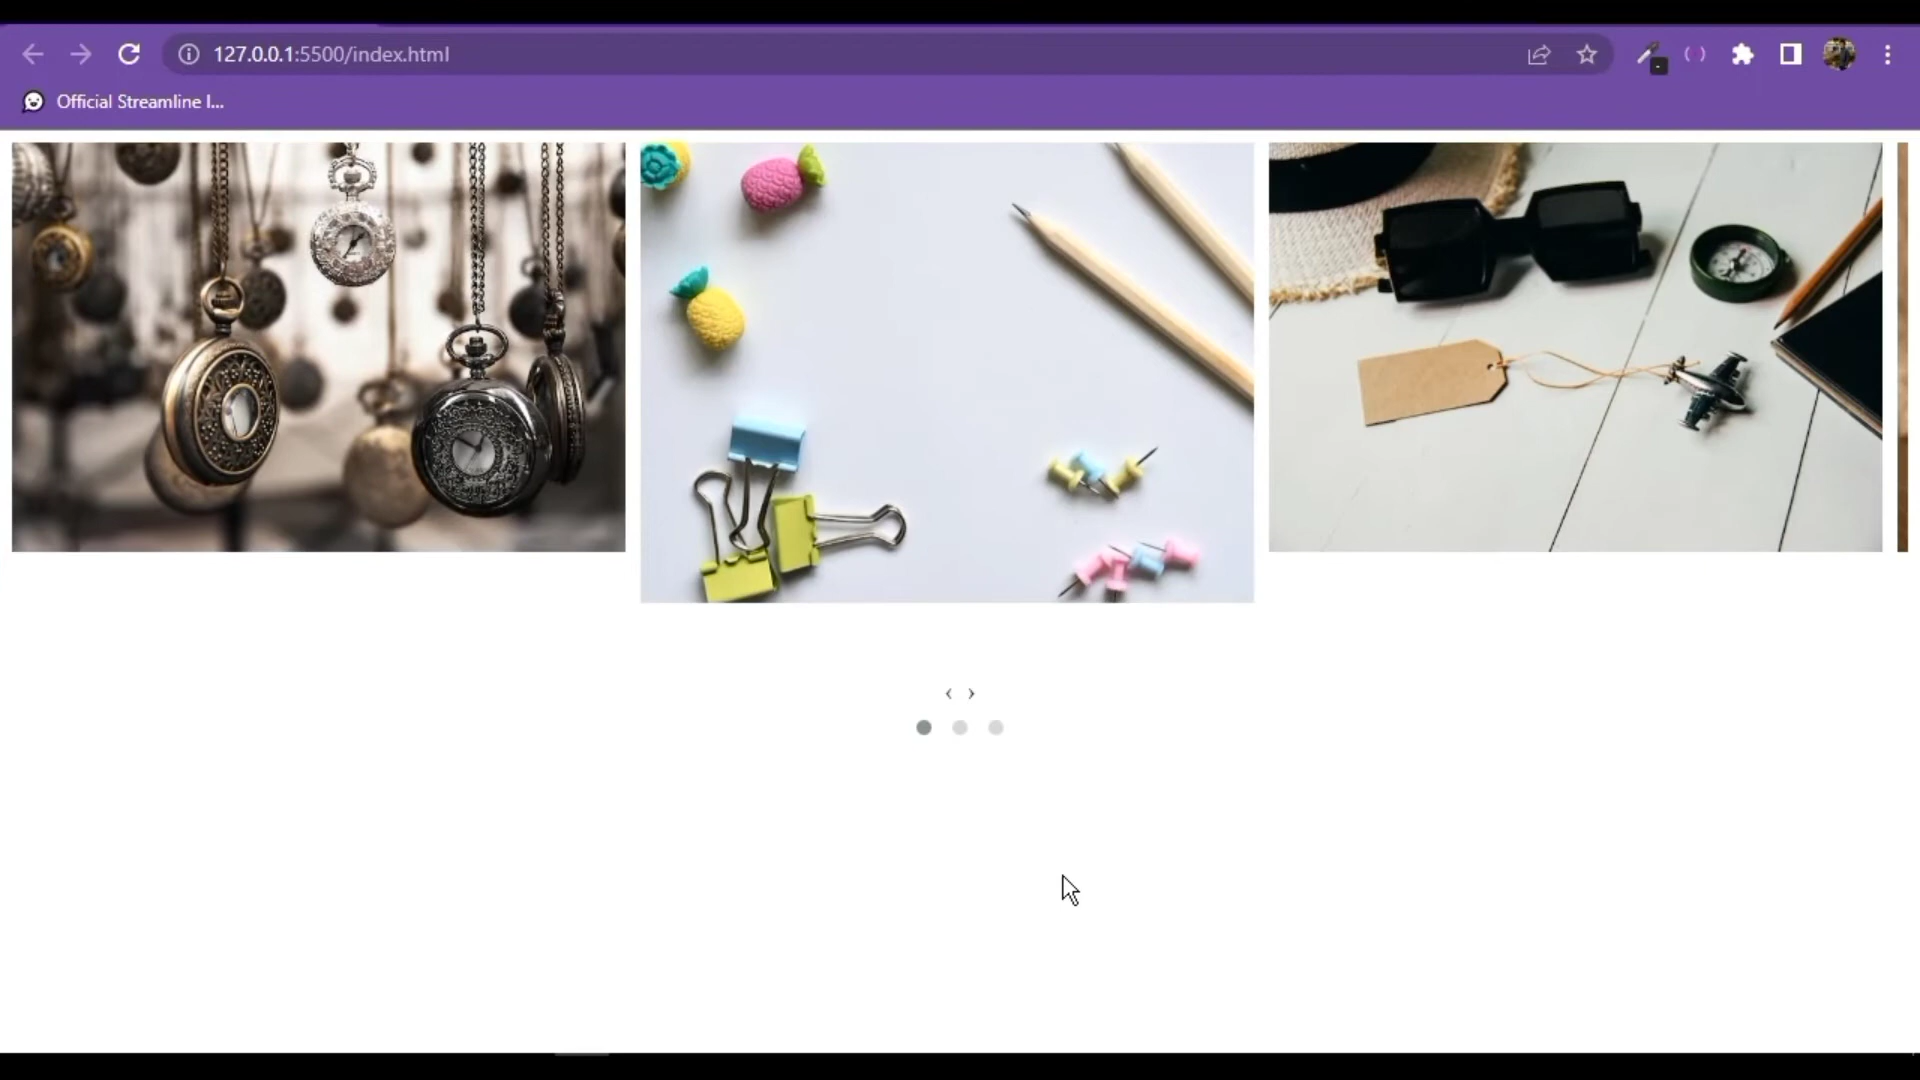 127.0.0.1:5500/index.html
Official Streamline I...
‹ ›